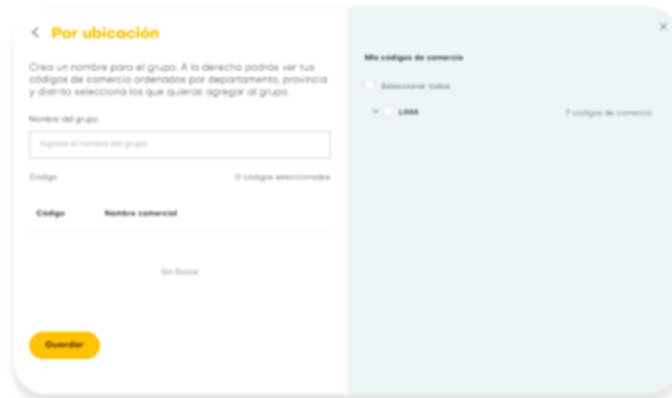 Por ubicación
Crea un nombre para el grupo. A la derecha podrás ver tus
códigos de comercio ordenados por departamento, provincia
y distrito selecciona los que quieras agregar al grupo.
Nombre del grupo
Ingrese el nombre del grupo
Código
0 códigos seleccionados
Código
Nombre comercial
Sin Datos
Guardar
Mis códigos de comercio
Seleccionar todos
LIMA
7 códigos de comercio